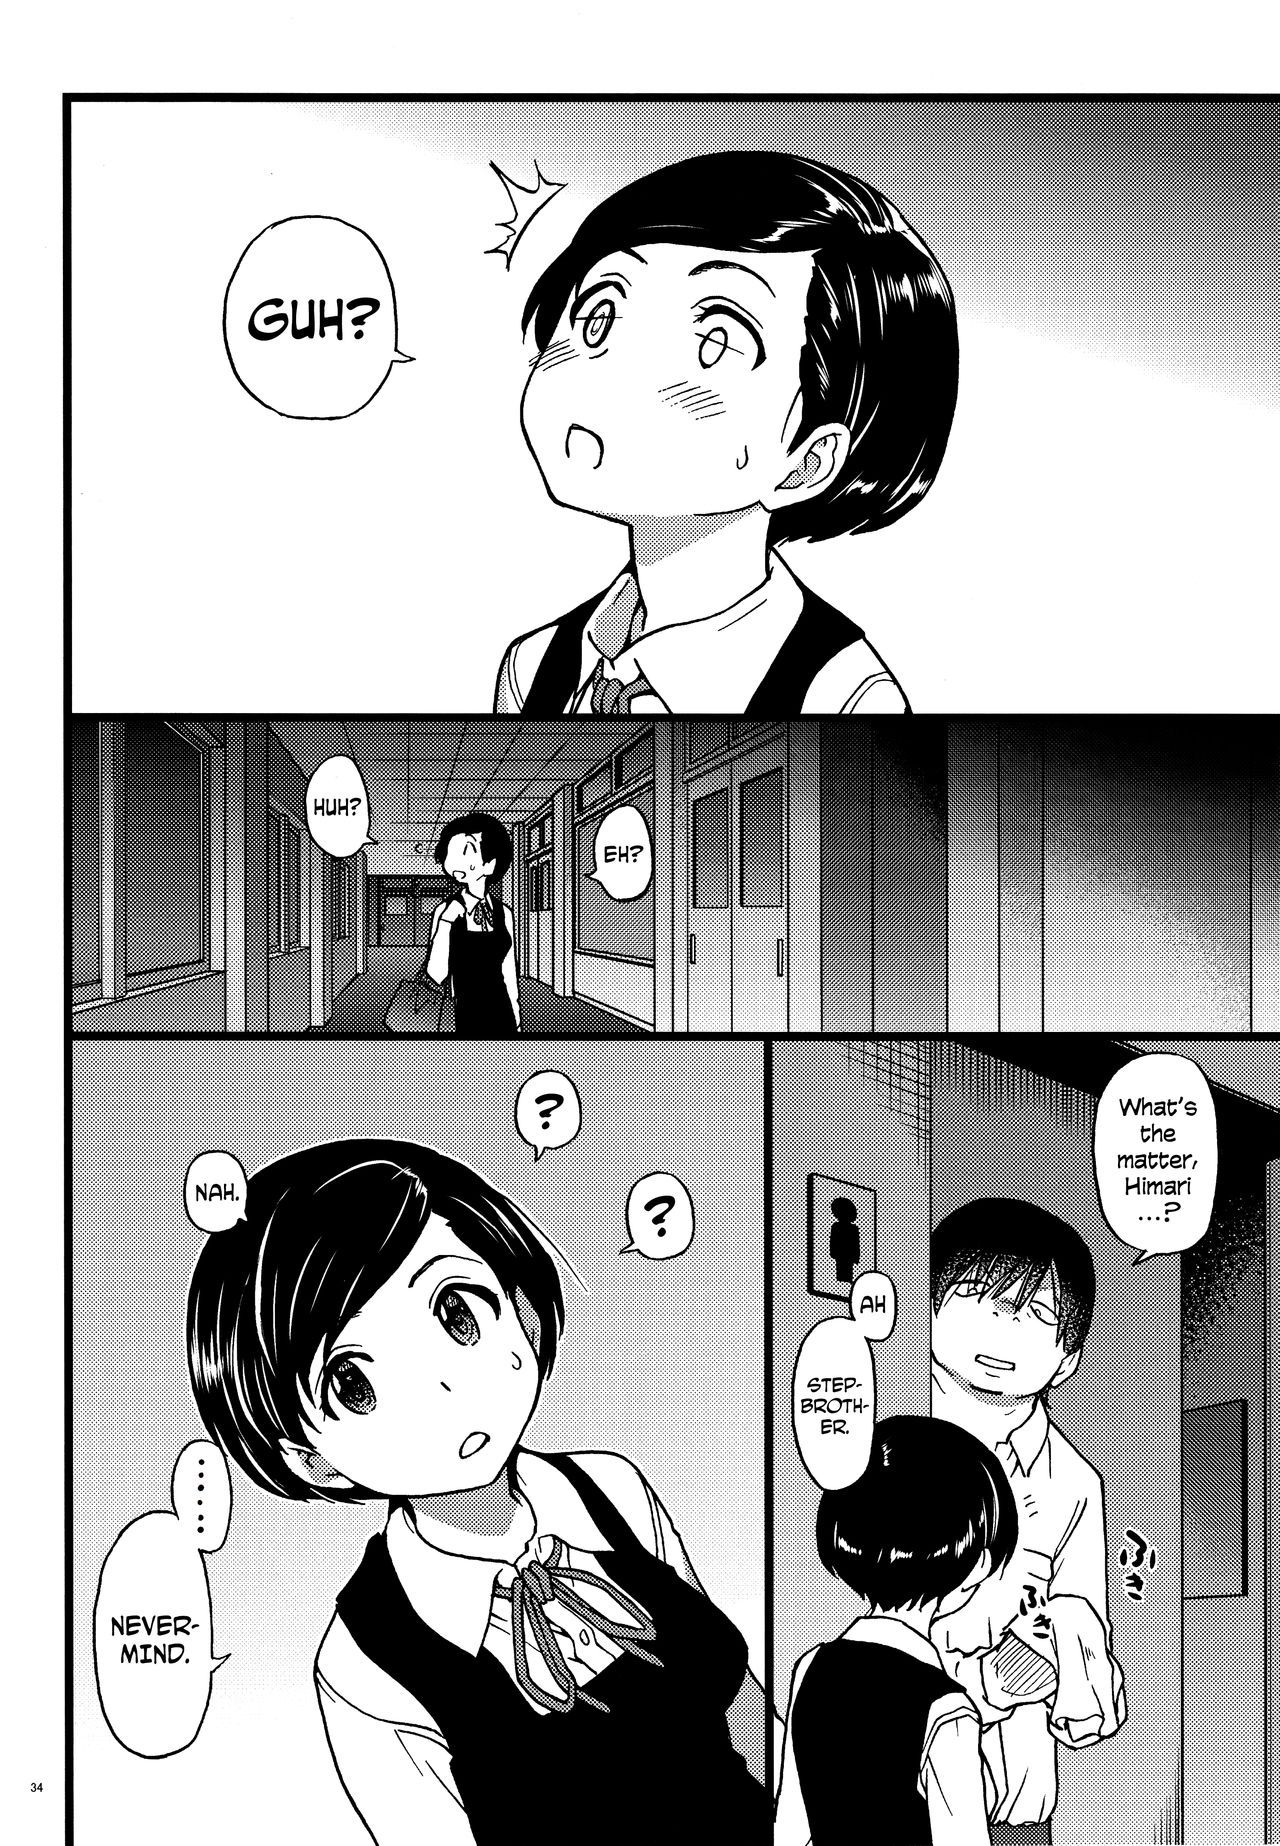 GUH?
EH?
HUH?
What's
the
matter,
Himari
...?
AH
STEP-
BROTH-
ER.
ふき
ふき
?
?
NAH.
......
NEVER-
MIND.
34